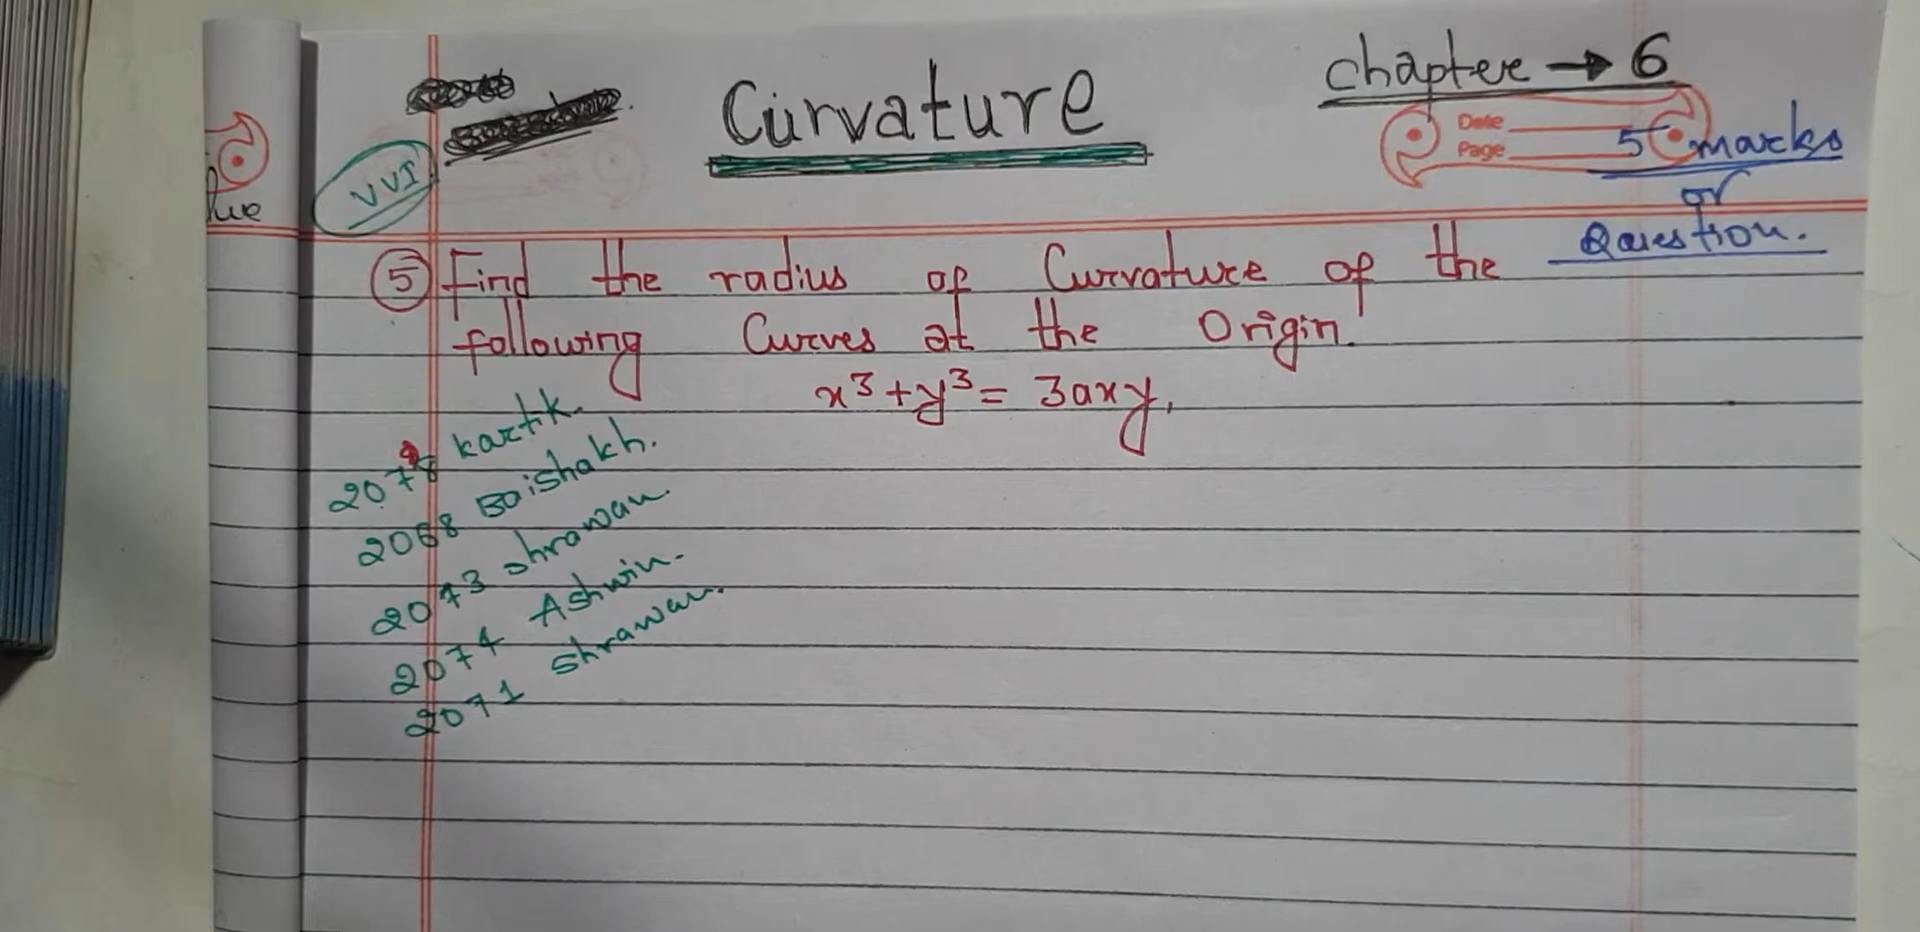 Curvature
Chapter → 6
Date
Page
5 marks
or
Question.
VVI
⑤ Find the radius of Curvature of the
following Curves at the Origin.
x³+y³ = 3axy,
kartik.
2068 Baishakh.
2073 shrawan.
2074 Ashwin.
2071 shrawan.